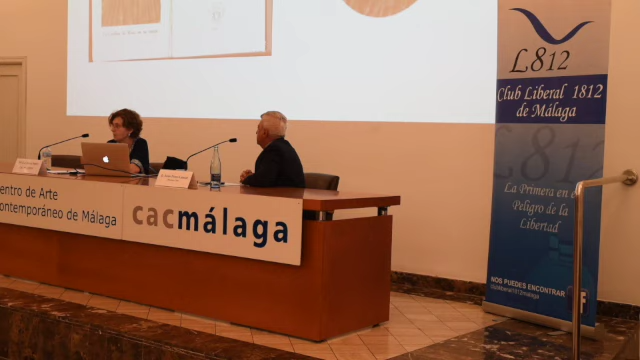 L812
Club Liberal 1812
de Málaga
L812
La Primera en el
Peligro de la
Libertad
NOS PUEDES ENCONTRAR
entro de Arte
ontemporáneo de Málaga
cacmálaga